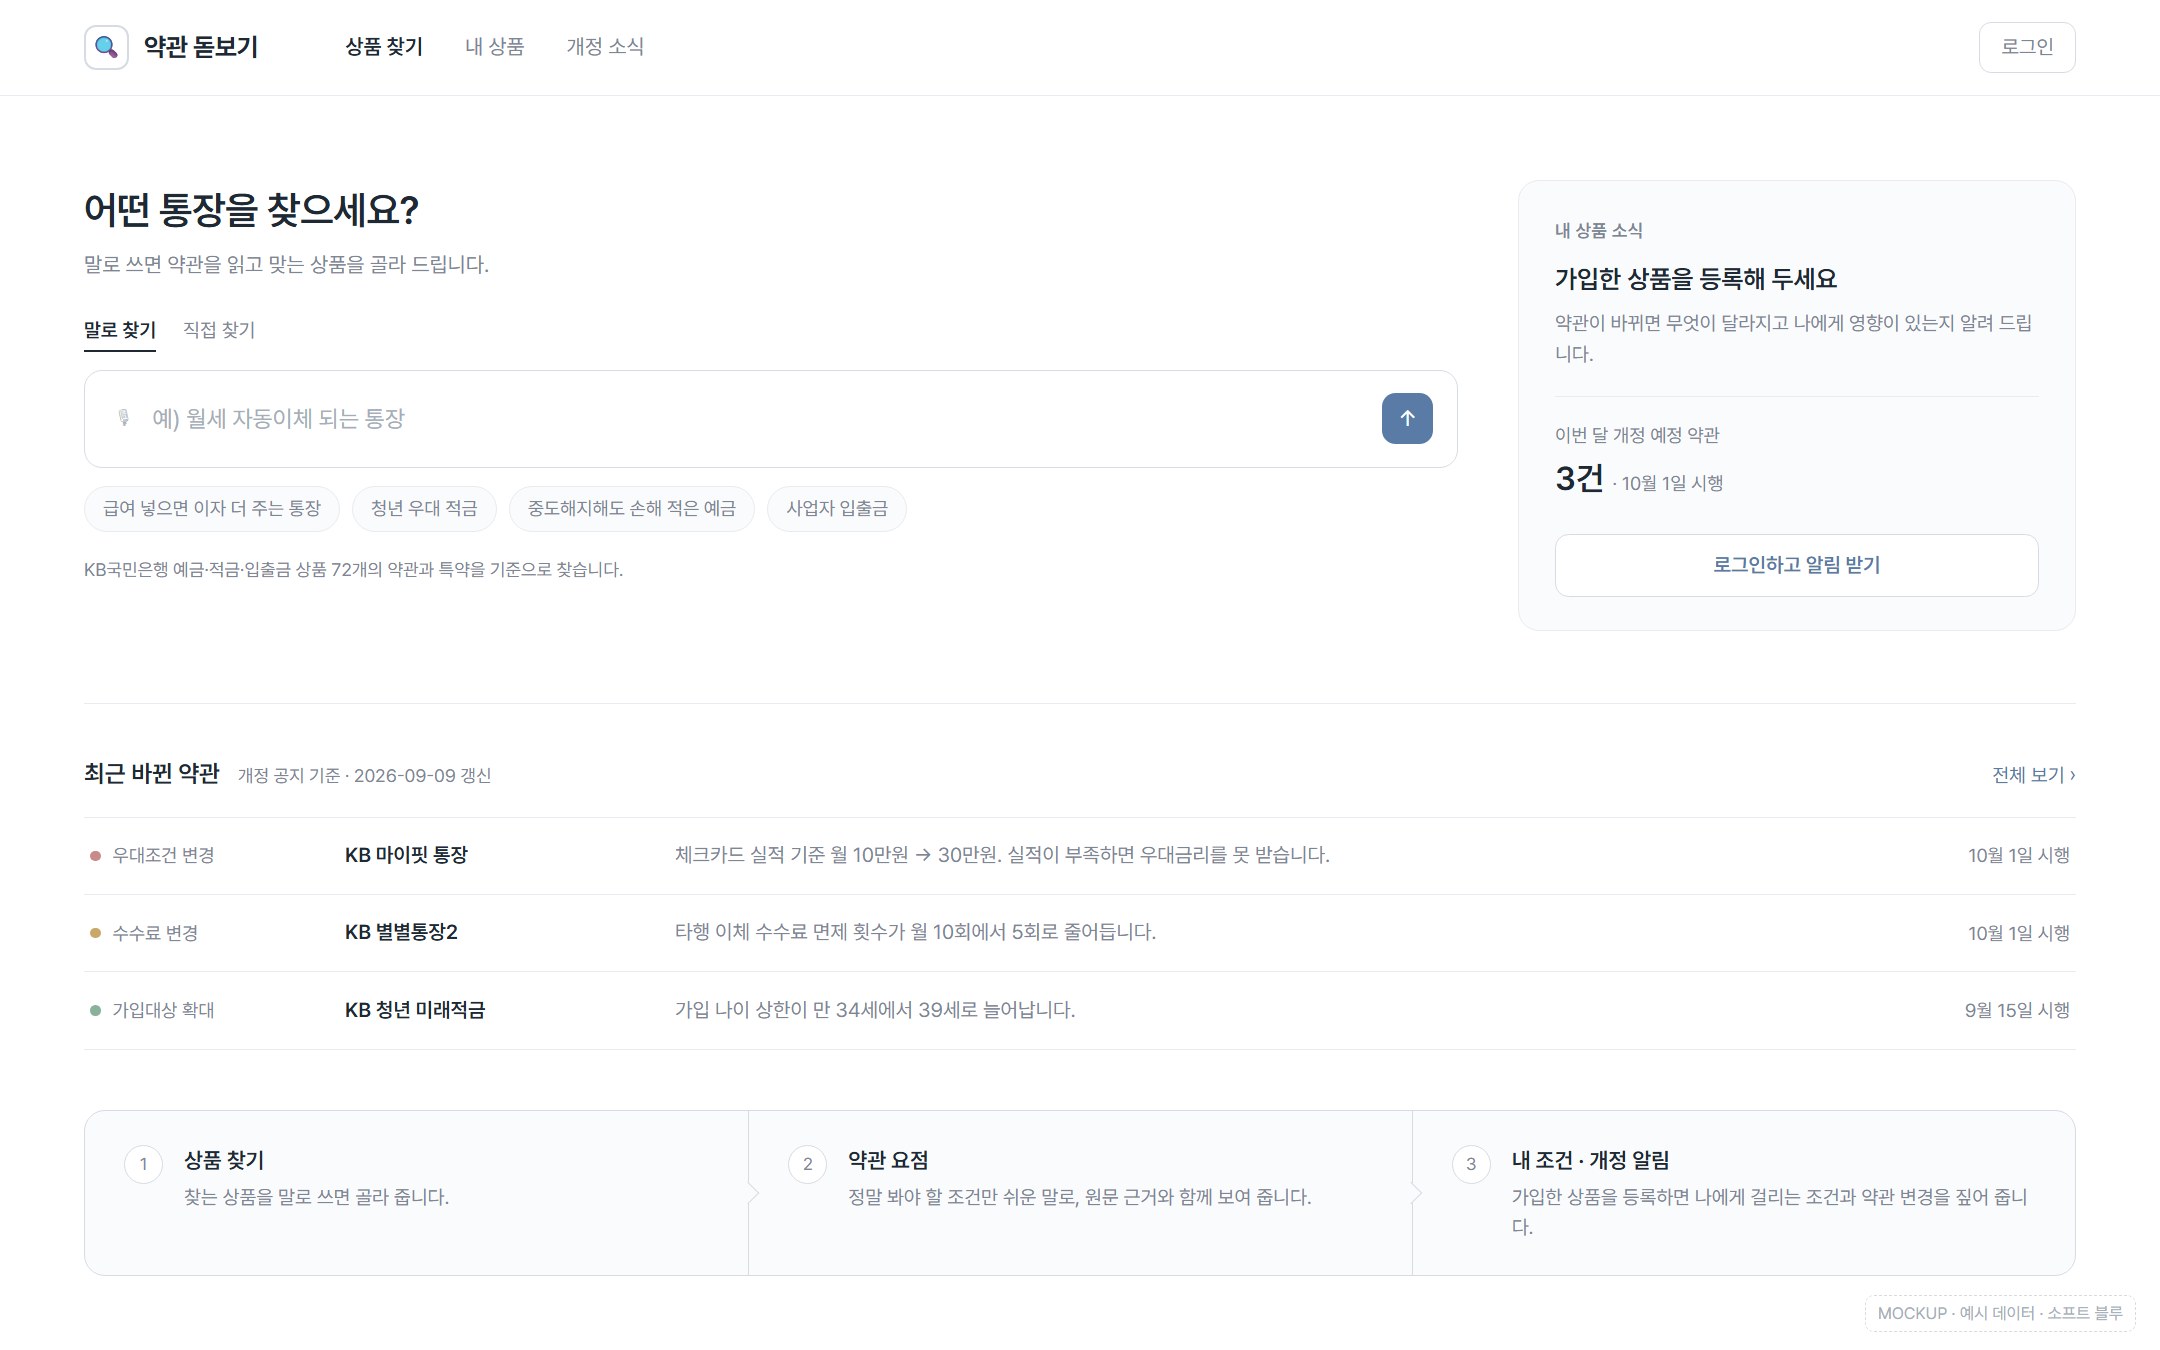 약관 돋보기
상품 찾기
내 상품
개정 소식
로그인
어떤 통장을 찾으세요?
말로 쓰면 약관을 읽고 맞는 상품을 골라 드립니다.
말로 찾기
직접 찾기
예) 월세 자동이체 되는 통장
급여 넣으면 이자 더 주는 통장
청년 우대 적금
중도해지해도 손해 적은 예금
사업자 입출금
KB국민은행 예금·적금·입출금 상품 72개의 약관과 특약을 기준으로 찾습니다.
내 상품 소식
가입한 상품을 등록해 두세요
약관이 바뀌면 무엇이 달라지고 나에게 영향이 있는지 알려 드립
니다.
이번 달 개정 예정 약관
3건 · 10월 1일 시행
로그인하고 알림 받기
최근 바뀐 약관 개정 공지 기준 · 2026-09-09 갱신
전체 보기 ›
우대조건 변경 KB 마이핏 통장 체크카드 실적 기준 월 10만원 → 30만원. 실적이 부족하면 우대금리를 못 받습니다. 10월 1일 시행
수수료 변경 KB 별별통장2 타행 이체 수수료 면제 횟수가 월 10회에서 5회로 줄어듭니다. 10월 1일 시행
가입대상 확대 KB 청년 미래적금 가입 나이 상한이 만 34세에서 39세로 늘어납니다. 9월 15일 시행
1 상품 찾기
찾는 상품을 말로 쓰면 골라 줍니다.
2 약관 요점
정말 봐야 할 조건만 쉬운 말로, 원문 근거와 함께 보여 줍니다.
3 내 조건 · 개정 알림
가입한 상품을 등록하면 나에게 걸리는 조건과 약관 변경을 짚어 줍니
다.
MOCKUP · 예시 데이터 · 소프트 블루